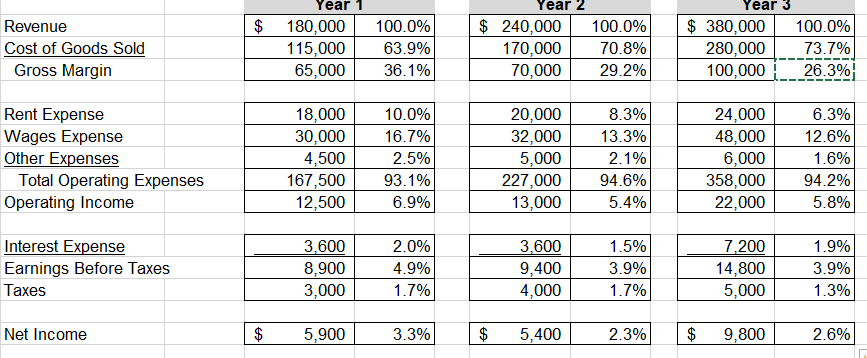 Year 1 Year 2 Year 3
Revenue $ 180,000 100.0% $ 240,000 100.0% $ 380,000 100.0%
Cost of Goods Sold 115,000 63.9% 170,000 70.8% 280,000 73.7%
Gross Margin 65,000 36.1% 70,000 29.2% 100,000 26.3%
Rent Expense 18,000 10.0% 20,000 8.3% 24,000 6.3%
Wages Expense 30,000 16.7% 32,000 13.3% 48,000 12.6%
Other Expenses 4,500 2.5% 5,000 2.1% 6,000 1.6%
Total Operating Expenses 167,500 93.1% 227,000 94.6% 358,000 94.2%
Operating Income 12,500 6.9% 13,000 5.4% 22,000 5.8%
Interest Expense 3,600 2.0% 3,600 1.5% 7,200 1.9%
Earnings Before Taxes 8,900 4.9% 9,400 3.9% 14,800 3.9%
Taxes 3,000 1.7% 4,000 1.7% 5,000 1.3%
Net Income $ 5,900 3.3% $ 5,400 2.3% $ 9,800 2.6%